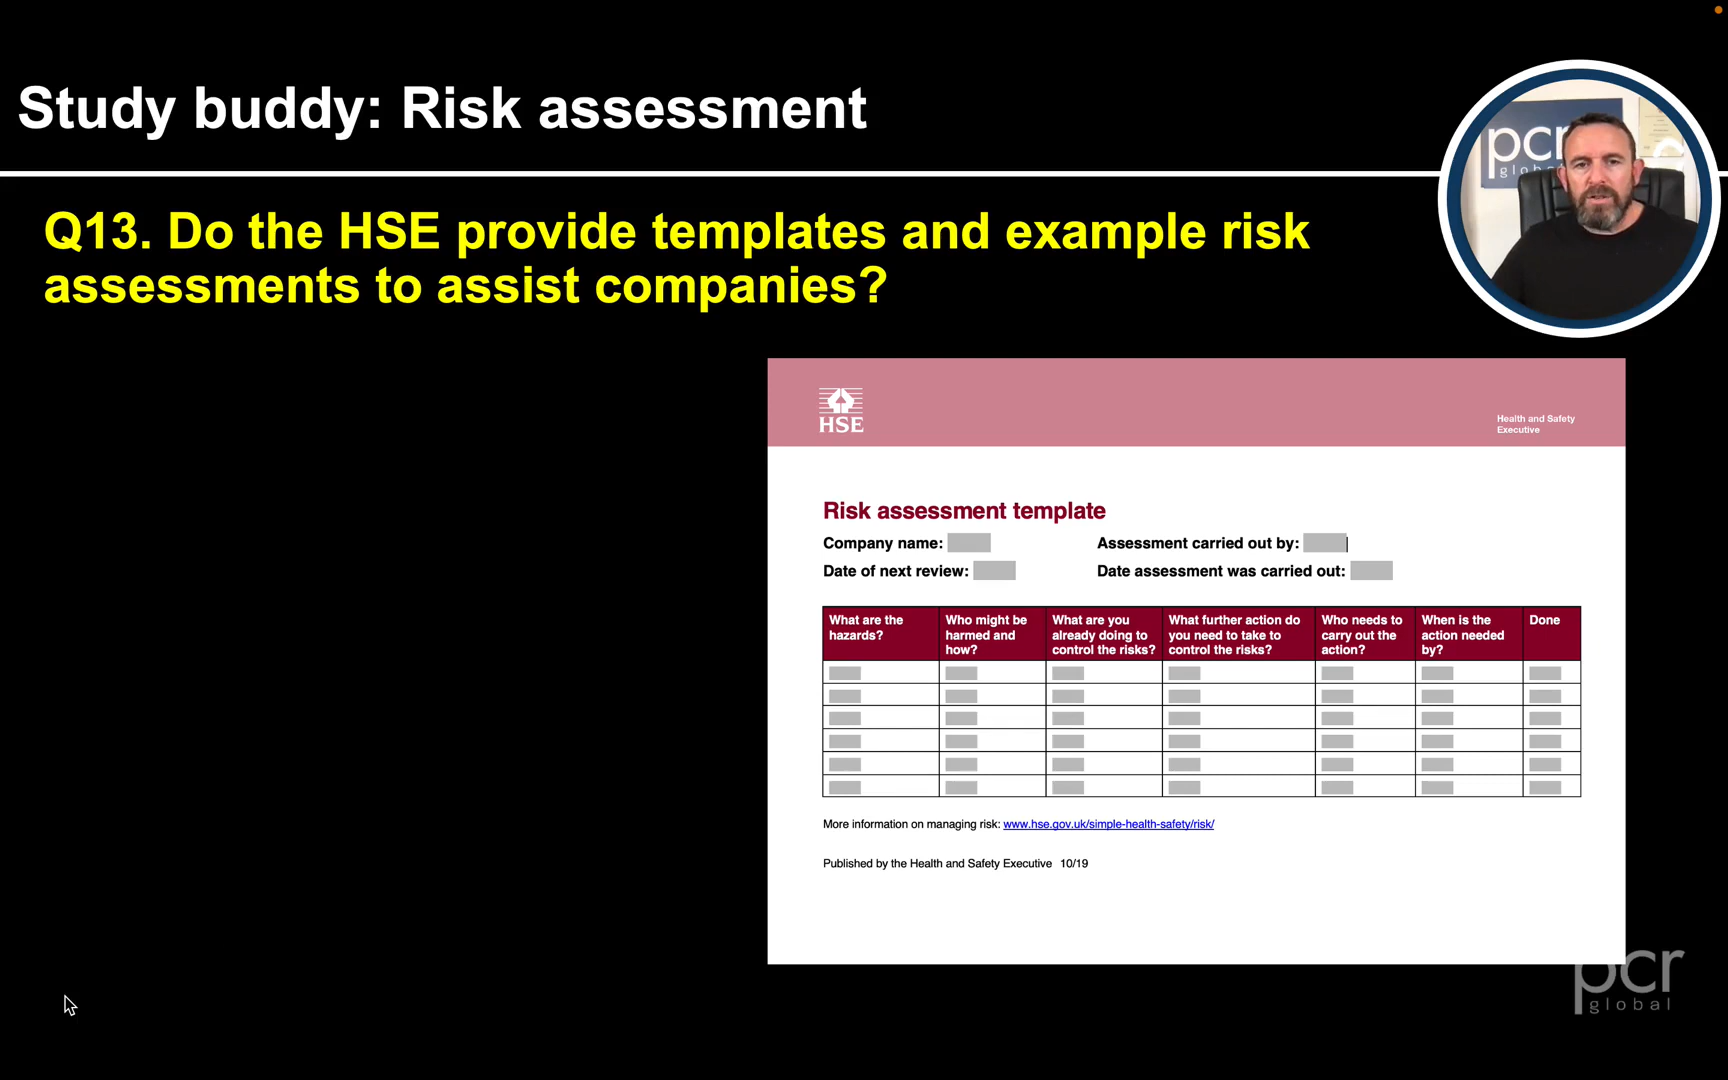 Study buddy: Risk assessment
pcr
global
Q13. Do the HSE provide templates and example risk
assessments to assist companies?
HSE
Health and Safety
Executive
Risk assessment template
Company name:
Assessment carried out by:
Date of next review:
Date assessment was carried out:
What are the
hazards?
Who might be
harmed and
how?
What are you
already doing to
control the risks?
What further action do
you need to take to
control the risks?
Who needs to
carry out the
action?
When is the
action needed
by?
Done
More information on managing risk: www.hse.gov.uk/simple-health-safety/risk/
Published by the Health and Safety Executive 10/19
pcr
global